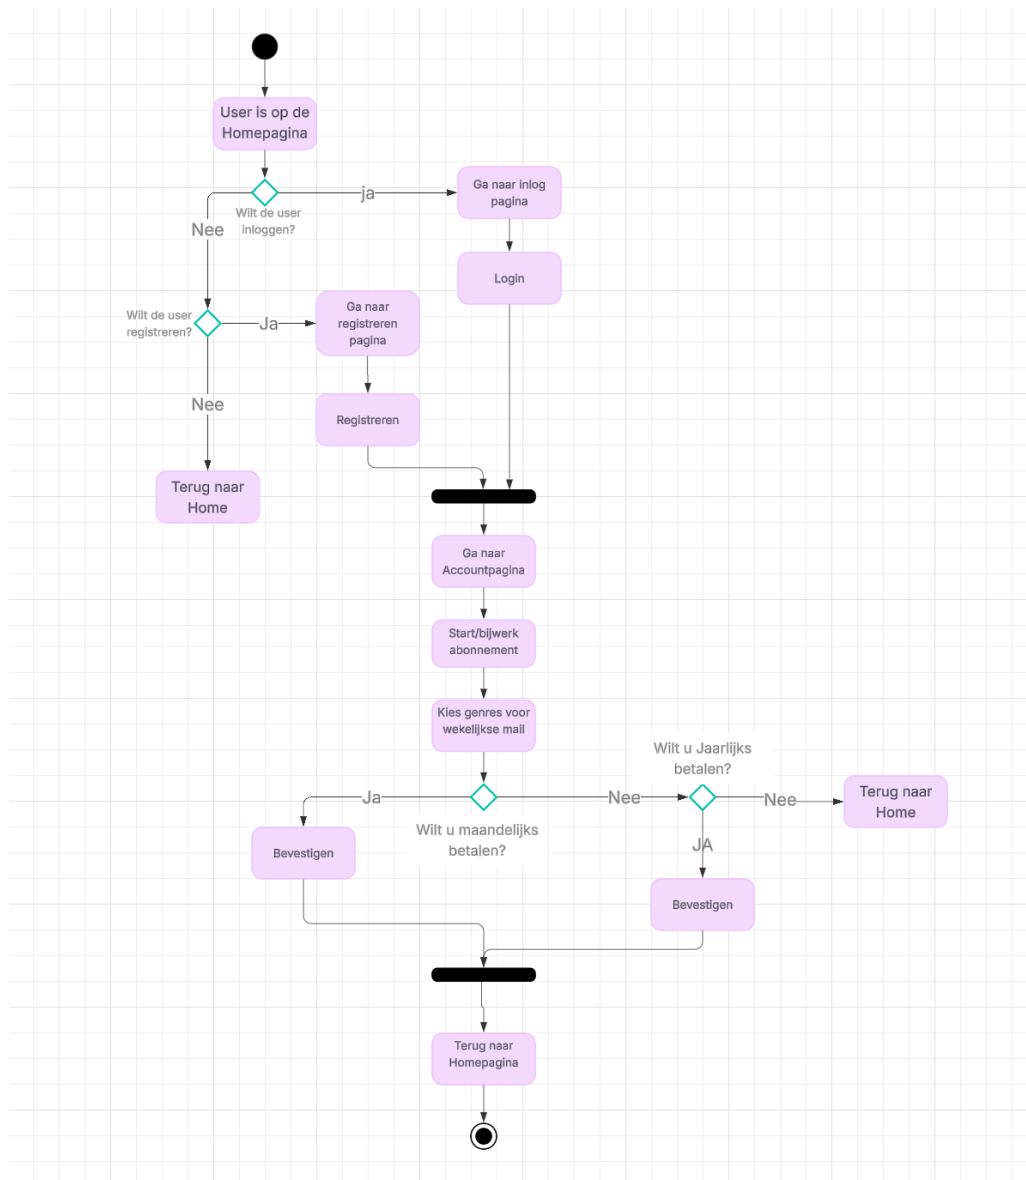 User is op de
Homepagina
Ga naar inlog
pagina
ja
Wilt de user
inloggen?
Nee
Login
Ga naar
registreren
pagina
Wilt de user
registreren?
Ja
Nee
Registreren
Terug naar
Home
Ga naar
Accountpagina
Start/bijwerk
abonnement
Kies genres voor
wekelijkse mail
Wilt u Jaarlijks
betalen?
Ja
Nee
Nee
Terug naar
Home
Wilt u maandelijks
betalen?
JA
Bevestigen
Bevestigen
Terug naar
Homepagina